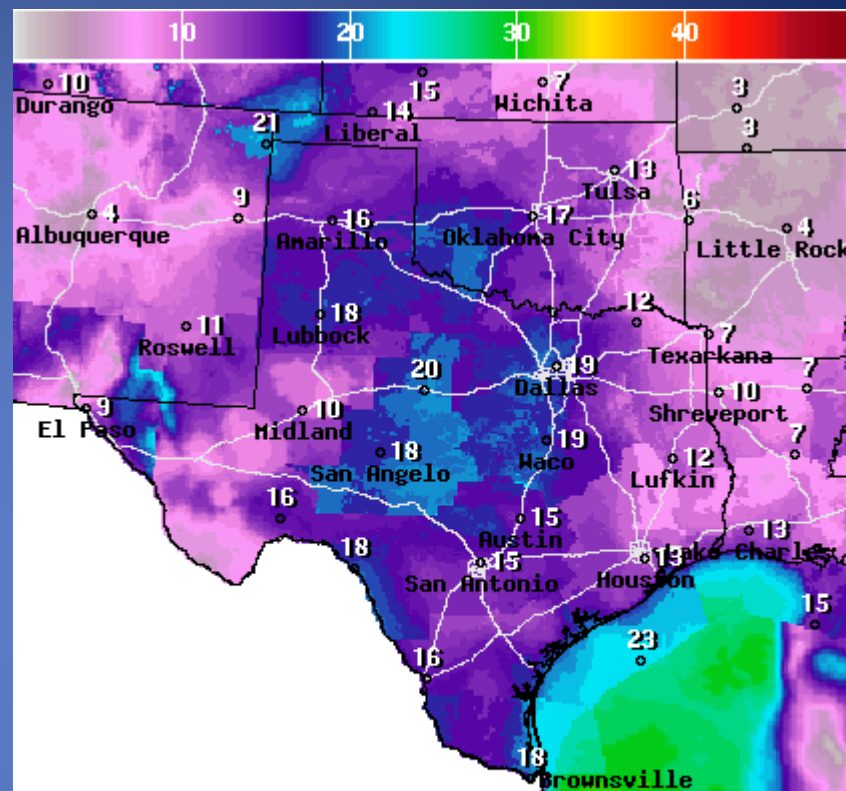 10 20 30 40
10
Durango
15
14
Liberal
7
Wichita
3
3
21
13
Tulsa
4
Albuquerque
9
16
Amarillo
17
Oklahoma City
6
4
Little Rock
11
Roswell
18
Lubbock
12
7
Texarkana
9
El Paso
10
Midland
20
19
Dallas
10
Shreveport
7
18
San Angelo
19
Waco
12
Lufkin
7
16
15
Austin
13
Lake Charles
18
15
San Antonio
13
Houston
15
16
23
18
Brownsville